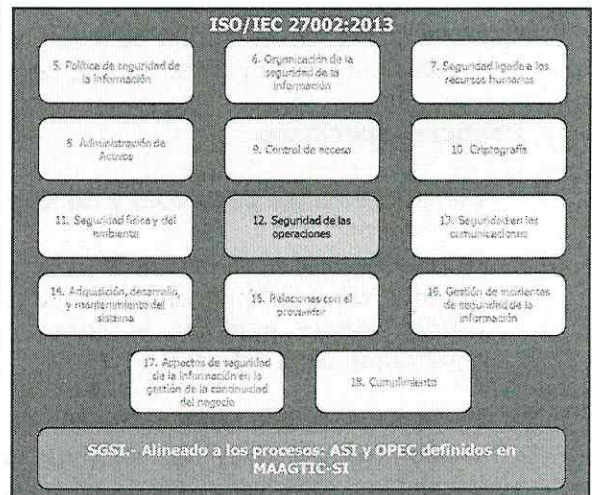 ISO/IEC 27002:2013
5. Política de seguridad de
la información
6. Organización de la
seguridad de la
información
7. Seguridad ligada a los
recursos humanos
8. Administración de
Activos
9. Control de acceso
10. Criptografía
11. Seguridad física y del
ambiente
12. Seguridad de las
operaciones
13. Seguridad en las
comunicaciones
14. Adquisición, desarrollo,
y mantenimiento del
sistema
15. Relaciones con el
proveedor
16. Gestión de incidentes
de seguridad de la
información
17. Aspectos de seguridad
de la información en la
gestión de la continuidad
del negocio
18. Cumplimiento
SGSI.- Alineado a los procesos: ASI y OPEC definidos en
MAAGTIC-SI